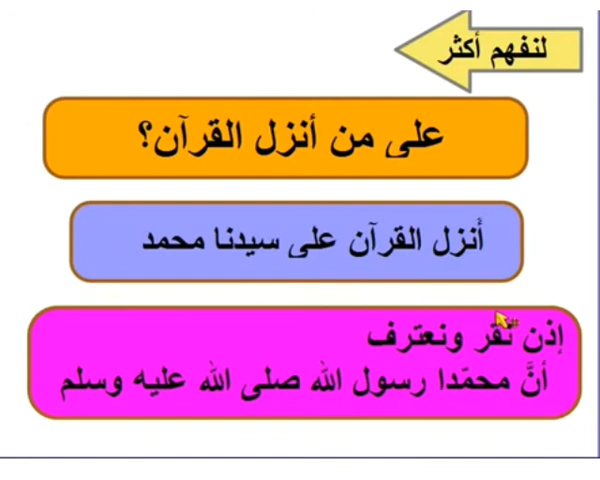 لنفهم أكثر
على من أنزل القرآن؟
أُنزل القرآن على سيدنا محمد
إذن نقر ونعترف
أنَّ محمّدا رسول الله صلى الله عليه وسلم